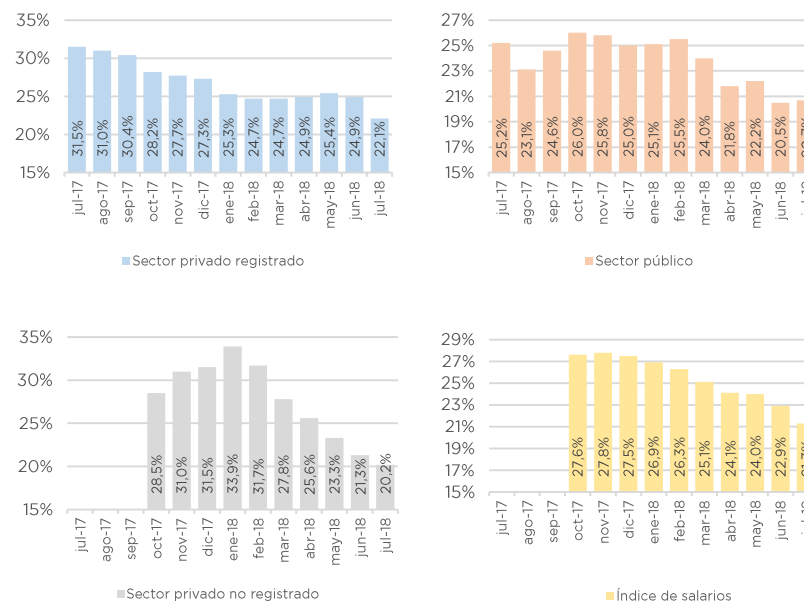 35%
30%
25%
20%
15%
31,5%
31,0%
30,4%
28,2%
27,7%
27,3%
25,3%
24,7%
24,7%
24,9%
25,4%
24,9%
22,1%
jul-17
ago-17
sep-17
oct-17
nov-17
dic-17
ene-18
feb-18
mar-18
abr-18
may-18
jun-18
jul-18
Sector privado registrado
27%
25%
23%
21%
19%
17%
15%
25,2%
23,1%
24,6%
26,0%
25,8%
25,0%
25,1%
25,5%
24,0%
21,8%
22,2%
20,5%
jul-17
ago-17
sep-17
oct-17
nov-17
dic-17
ene-18
feb-18
mar-18
abr-18
may-18
jun-18
Sector público
35%
30%
25%
20%
15%
28,5%
31,0%
31,5%
33,9%
31,7%
27,8%
25,6%
23,3%
21,3%
20,2%
jul-17
ago-17
sep-17
oct-17
nov-17
dic-17
ene-18
feb-18
mar-18
abr-18
may-18
jun-18
jul-18
Sector privado no registrado
29%
27%
25%
23%
21%
19%
17%
15%
27,6%
27,8%
27,5%
26,9%
26,3%
25,1%
24,1%
24,0%
22,9%
jul-17
ago-17
sep-17
oct-17
nov-17
dic-17
ene-18
feb-18
mar-18
abr-18
may-18
jun-18
Índice de salarios